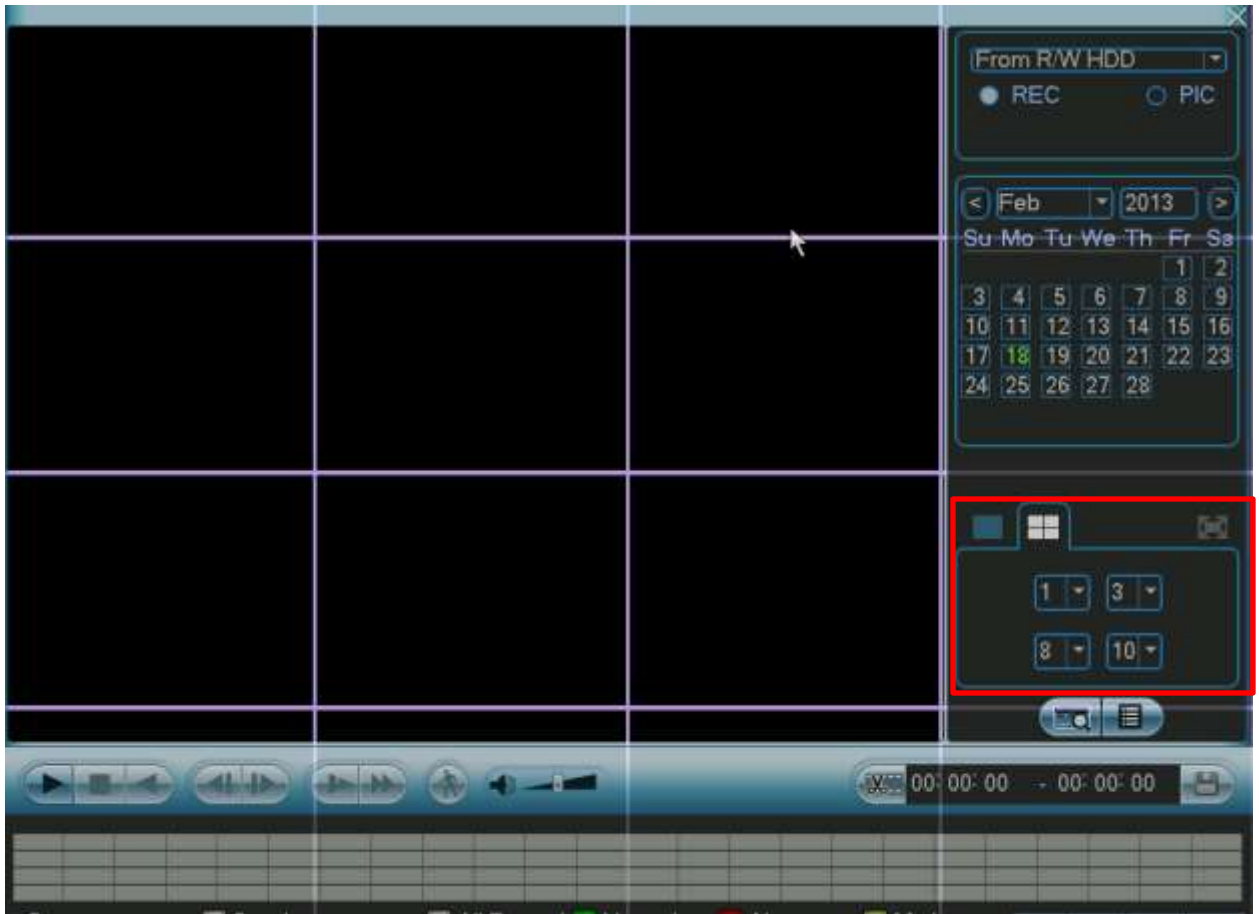 From R/W HDD
REC PIC
< Feb 2013 >
Su Mo Tu We Th Fr Sa
1 2
3 4 5 6 7 8 9
10 11 12 13 14 15 16
17 18 19 20 21 22 23
24 25 26 27 28
1 3
8 10
00: 00: 00 - 00: 00: 00